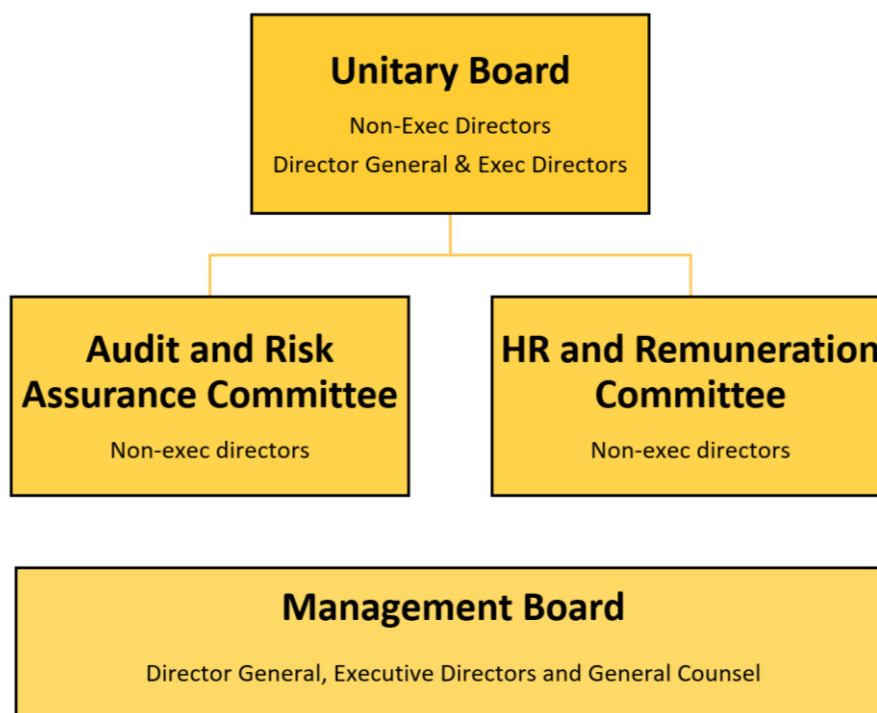 Unitary Board
Non-Exec Directors
Director General & Exec Directors
Audit and Risk
Assurance Committee
Non-exec directors
HR and Remuneration
Committee
Non-exec directors
Management Board
Director General, Executive Directors and General Counsel